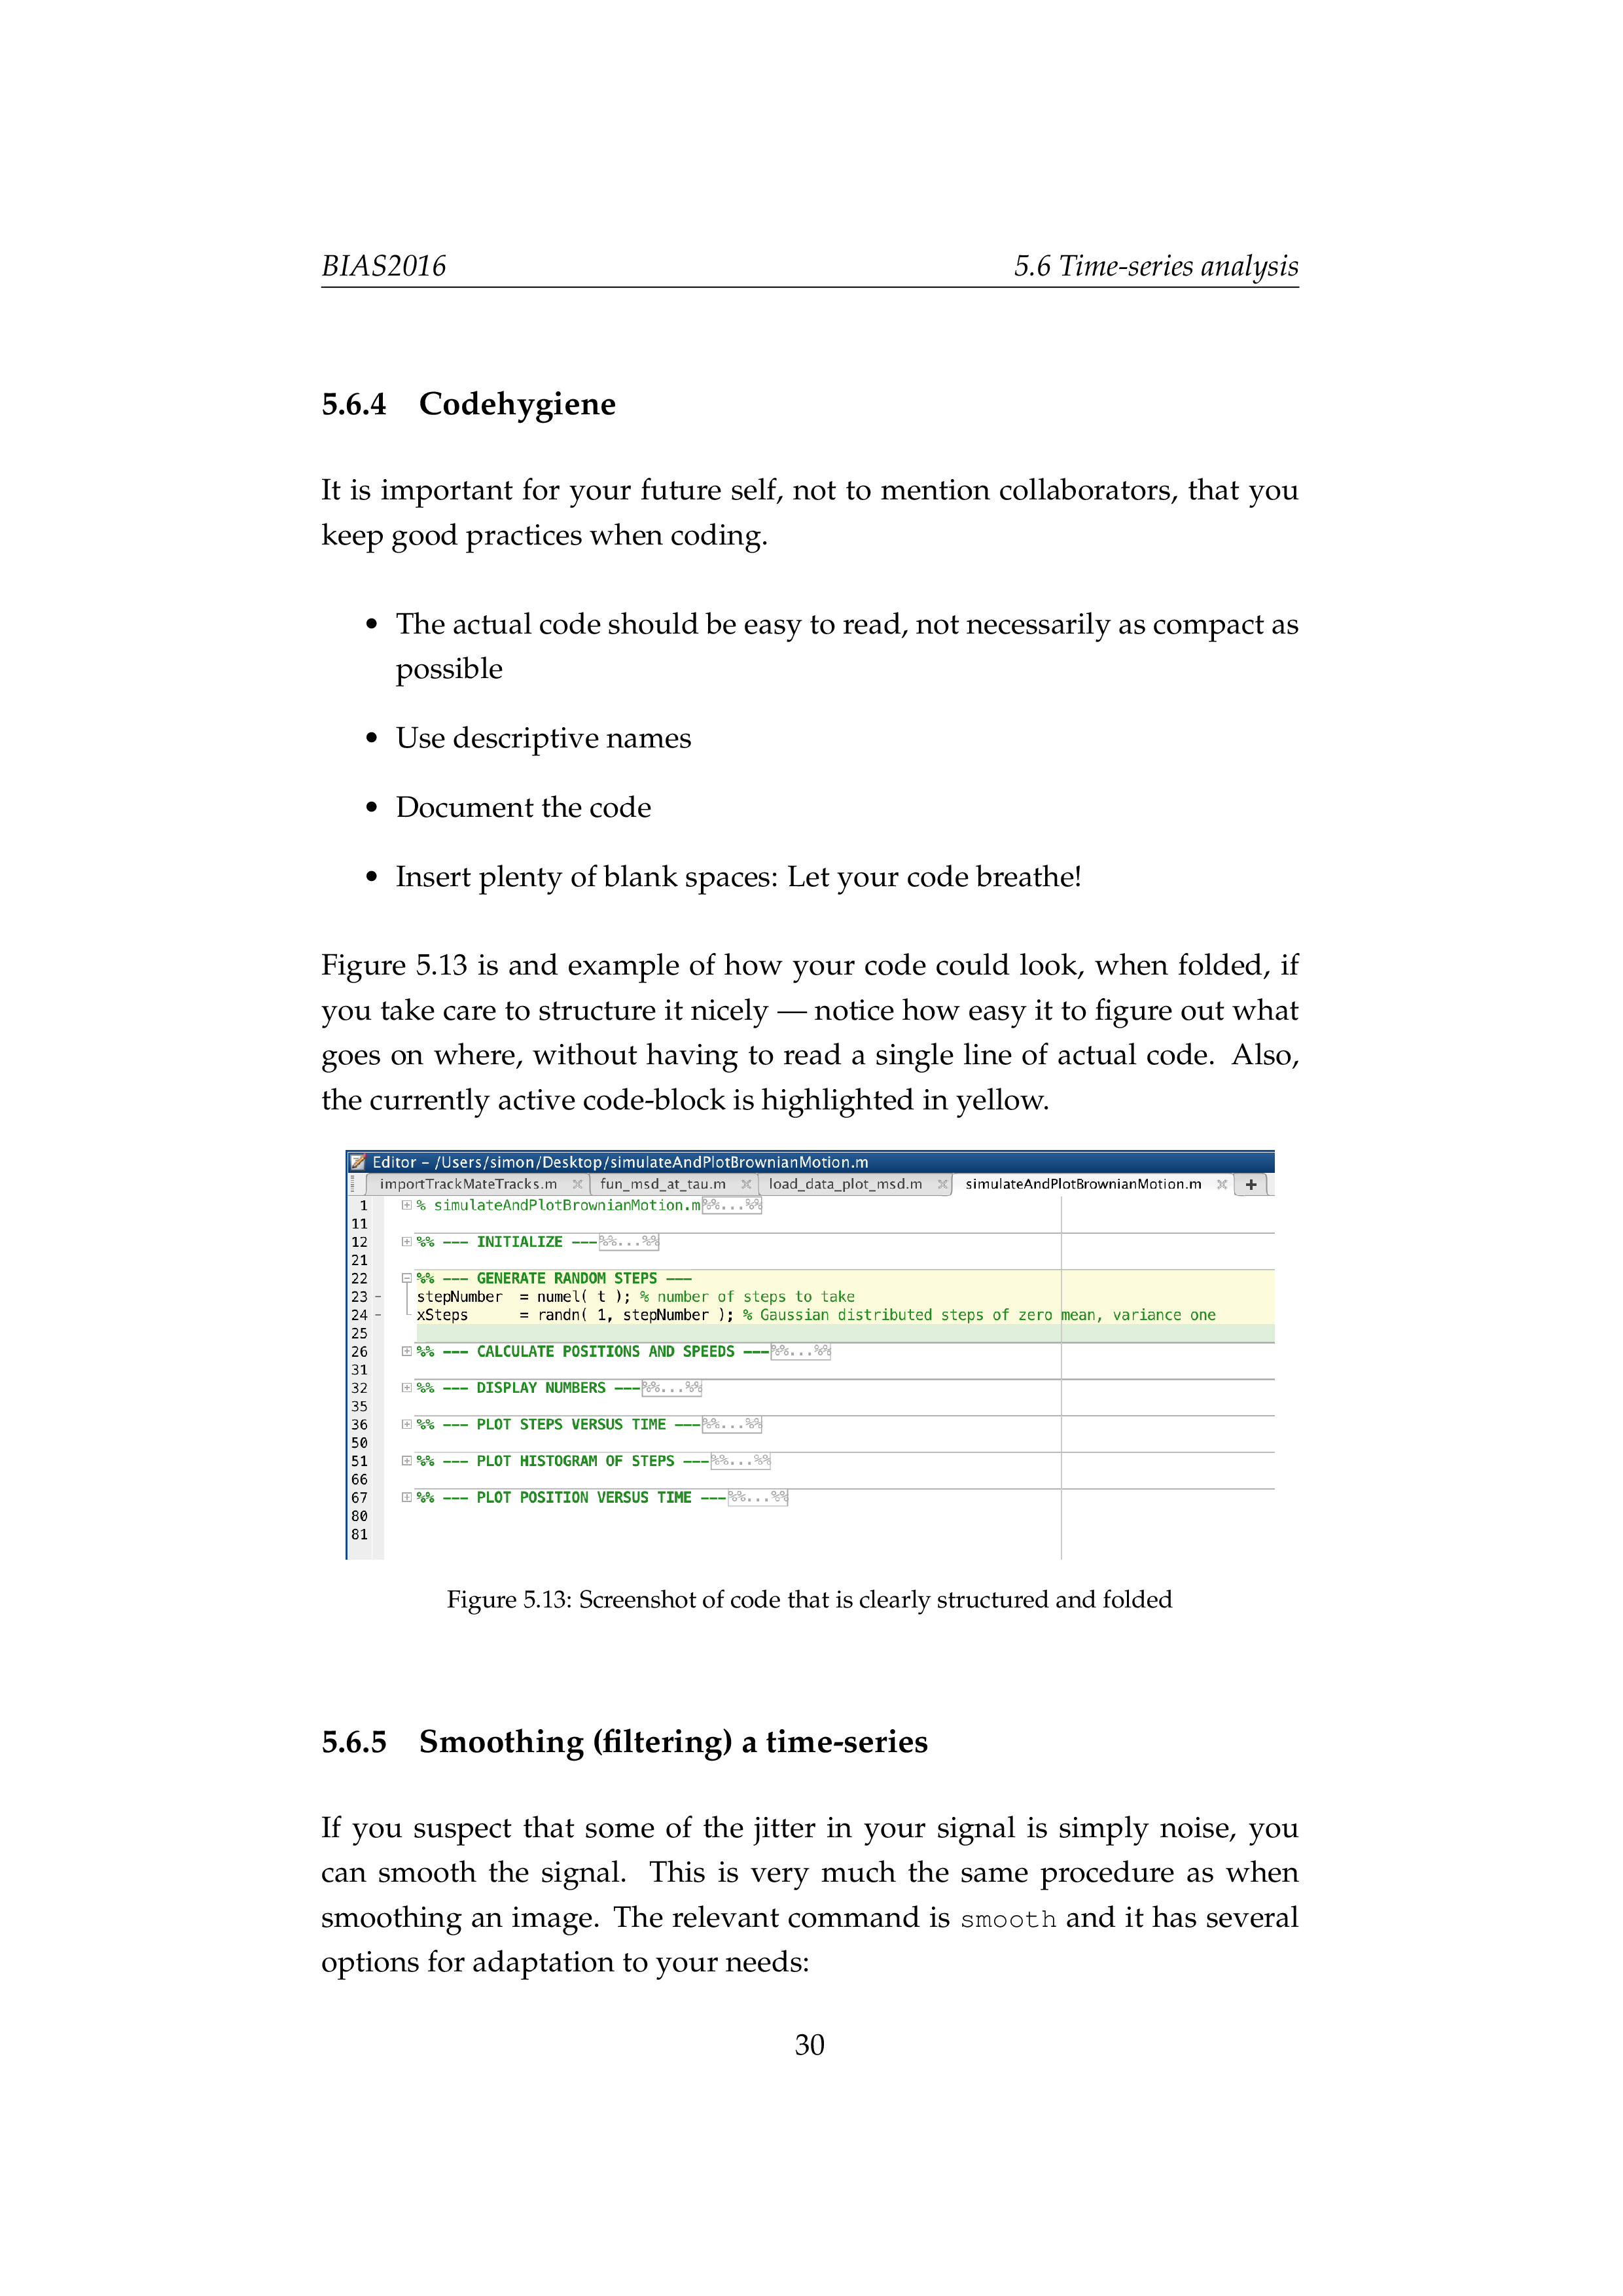 BIAS2016 5.6 Time-series analysis
5.6.4 Codehygiene
It is important for your future self, not to mention collaborators, that you
keep good practices when coding.
• The actual code should be easy to read, not necessarily as compact as
possible
• Use descriptive names
• Document the code
• Insert plenty of blank spaces: Let your code breathe!
Figure 5.13 is and example of how your code could look, when folded, if
you take care to structure it nicely — notice how easy it to figure out what
goes on where, without having to read a single line of actual code. Also,
the currently active code-block is highlighted in yellow.
Editor – /Users/simon/Desktop/simulateAndPlotBrownianMotion.m
importTrackMateTracks.m × fun_msd_at_tau.m × load_data_plot_msd.m × simulateAndPlotBrownianMotion.m × +
1 % simulateAndPlotBrownianMotion.m%%...%%
11
12 %% --- INITIALIZE ---%%...%%
21
22 %% --- GENERATE RANDOM STEPS ---
23 – stepNumber = numel( t ); % number of steps to take
24 – xSteps = randn( 1, stepNumber ); % Gaussian distributed steps of zero mean, variance one
25
26 %% --- CALCULATE POSITIONS AND SPEEDS ---%%...%%
31
32 %% --- DISPLAY NUMBERS ---%%...%%
35
36 %% --- PLOT STEPS VERSUS TIME ---%%...%%
50
51 %% --- PLOT HISTOGRAM OF STEPS ---%%...%%
66
67 %% --- PLOT POSITION VERSUS TIME ---%%...%%
80
81
Figure 5.13: Screenshot of code that is clearly structured and folded
5.6.5 Smoothing (filtering) a time-series
If you suspect that some of the jitter in your signal is simply noise, you
can smooth the signal. This is very much the same procedure as when
smoothing an image. The relevant command is smooth and it has several
options for adaptation to your needs:
30